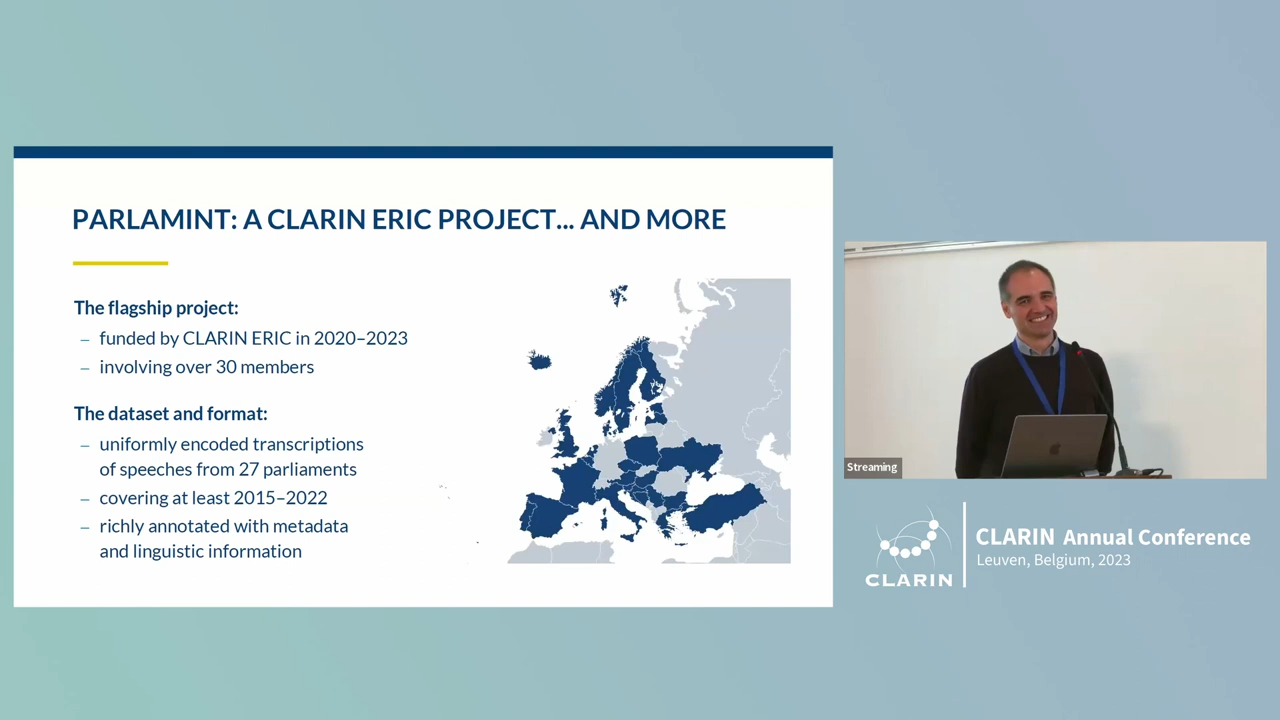 PARLAMINT: A CLARIN ERIC PROJECT... AND MORE
The flagship project:
– funded by CLARIN ERIC in 2020–2023
– involving over 30 members
The dataset and format:
– uniformly encoded transcriptions
of speeches from 27 parliaments
– covering at least 2015–2022
– richly annotated with metadata
and linguistic information
Streaming
CLARIN
CLARIN Annual Conference
Leuven, Belgium, 2023